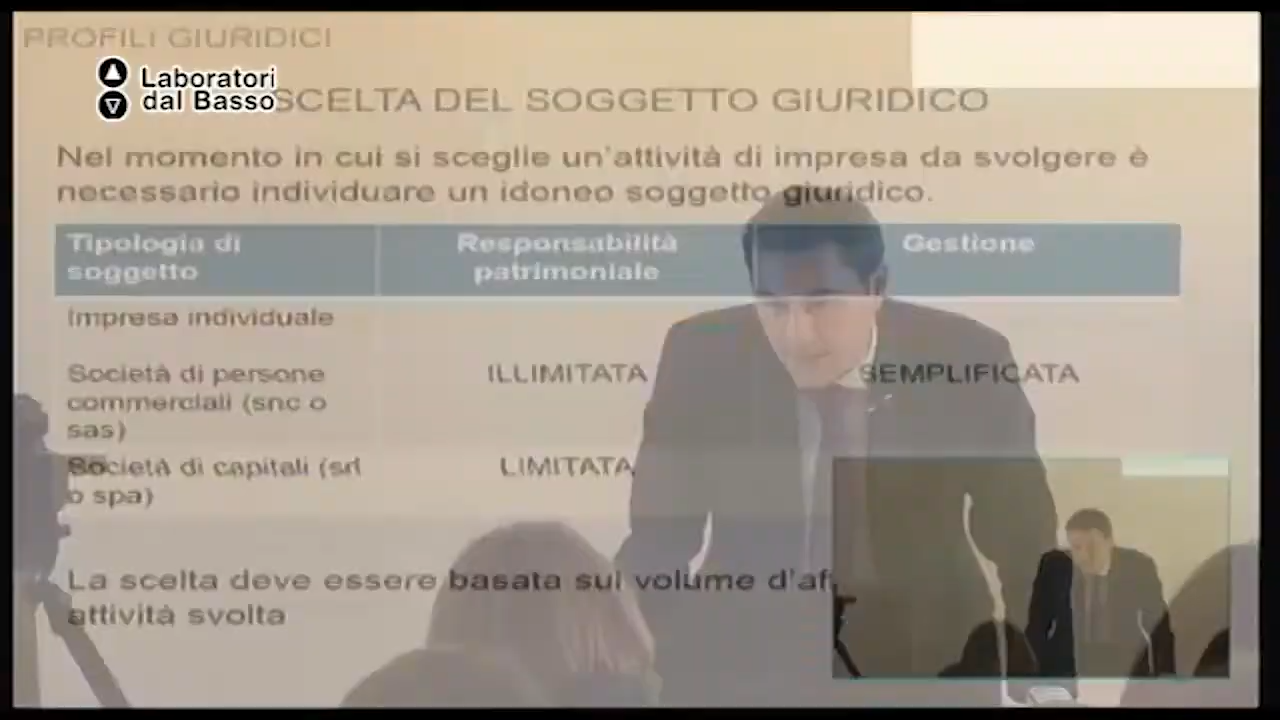 PROFILI GIURIDICI
Laboratori
dal Basso
SCELTA DEL SOGGETTO GIURIDICO
Nel momento in cui si sceglie un'attività di impresa da svolgere è
necessario individuare un idoneo soggetto giuridico.
Tipologia di
soggetto
Responsabilità
patrimoniale
Gestione
Impresa individuale
Società di persone
commerciali (snc o
sas)
ILLIMITATA
SEMPLIFICATA
Società di capitali (srl
o spa)
LIMITATA
La scelta deve essere basata sul volume d'af
attività svolta